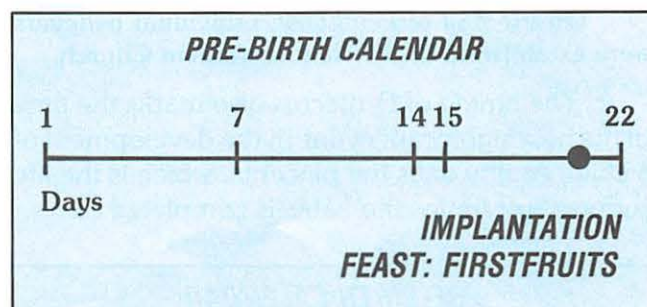 PRE-BIRTH CALENDAR
1 7 14 15 22
Days
IMPLANTATION
FEAST: FIRSTFRUITS